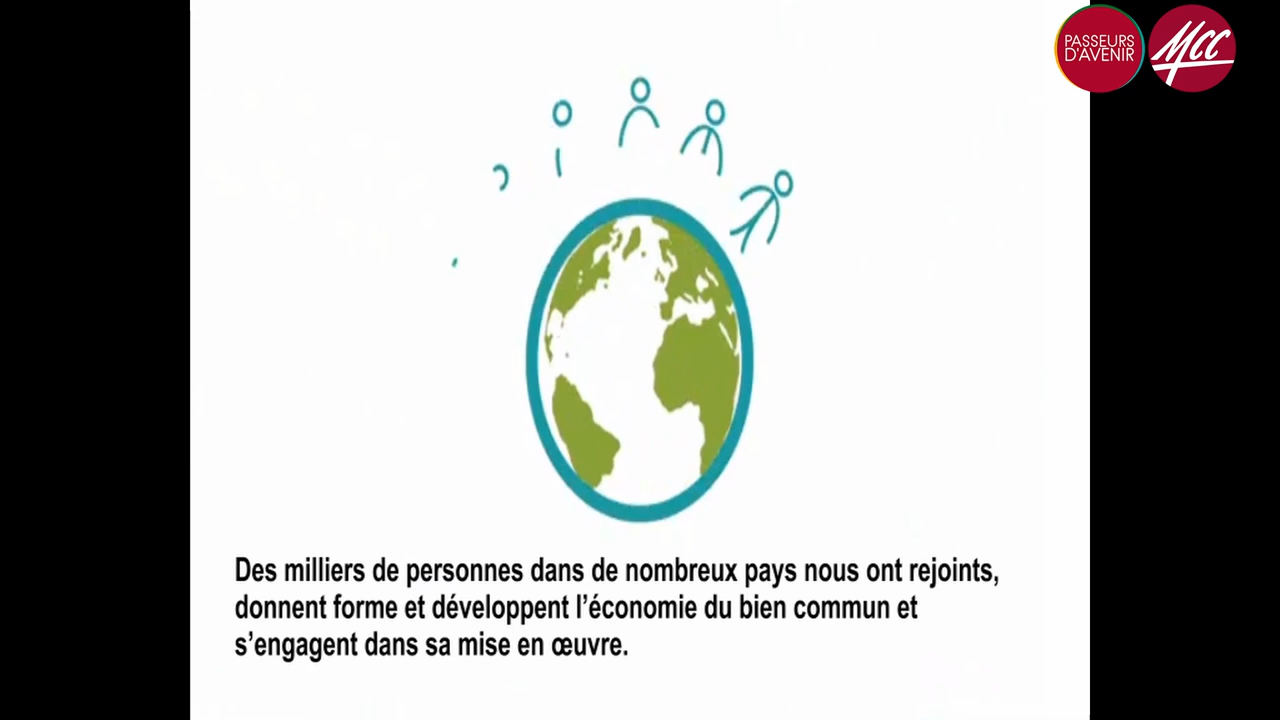 PASSEURS
D'AVENIR
MCC
Des milliers de personnes dans de nombreux pays nous ont rejoints,
donnent forme et développent l’économie du bien commun et
s’engagent dans sa mise en œuvre.